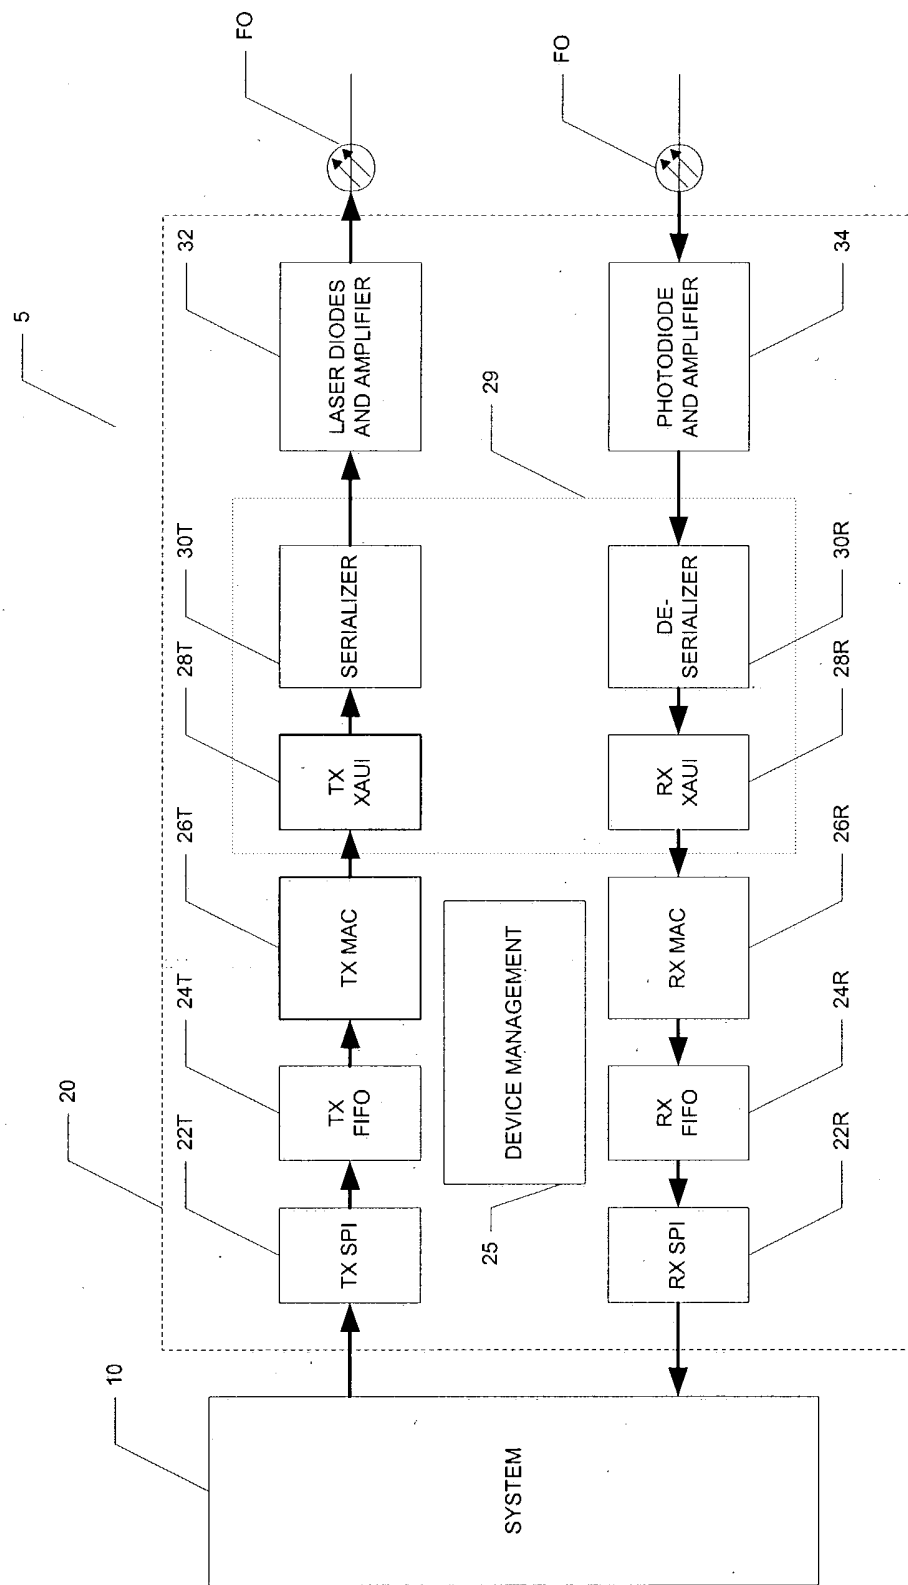 5
10
20
22T
24T
26T
28T
30T
32
FO
SYSTEM
TX SPI
TX
FIFO
TX MAC
TX
XAUI
SERIALIZER
LASER DIODES
AND AMPLIFIER
25
DEVICE MANAGEMENT
29
RX SPI
RX
FIFO
RX MAC
RX
XAUI
DE-
SERIALIZER
PHOTODIODE
AND AMPLIFIER
FO
22R
24R
26R
28R
30R
34